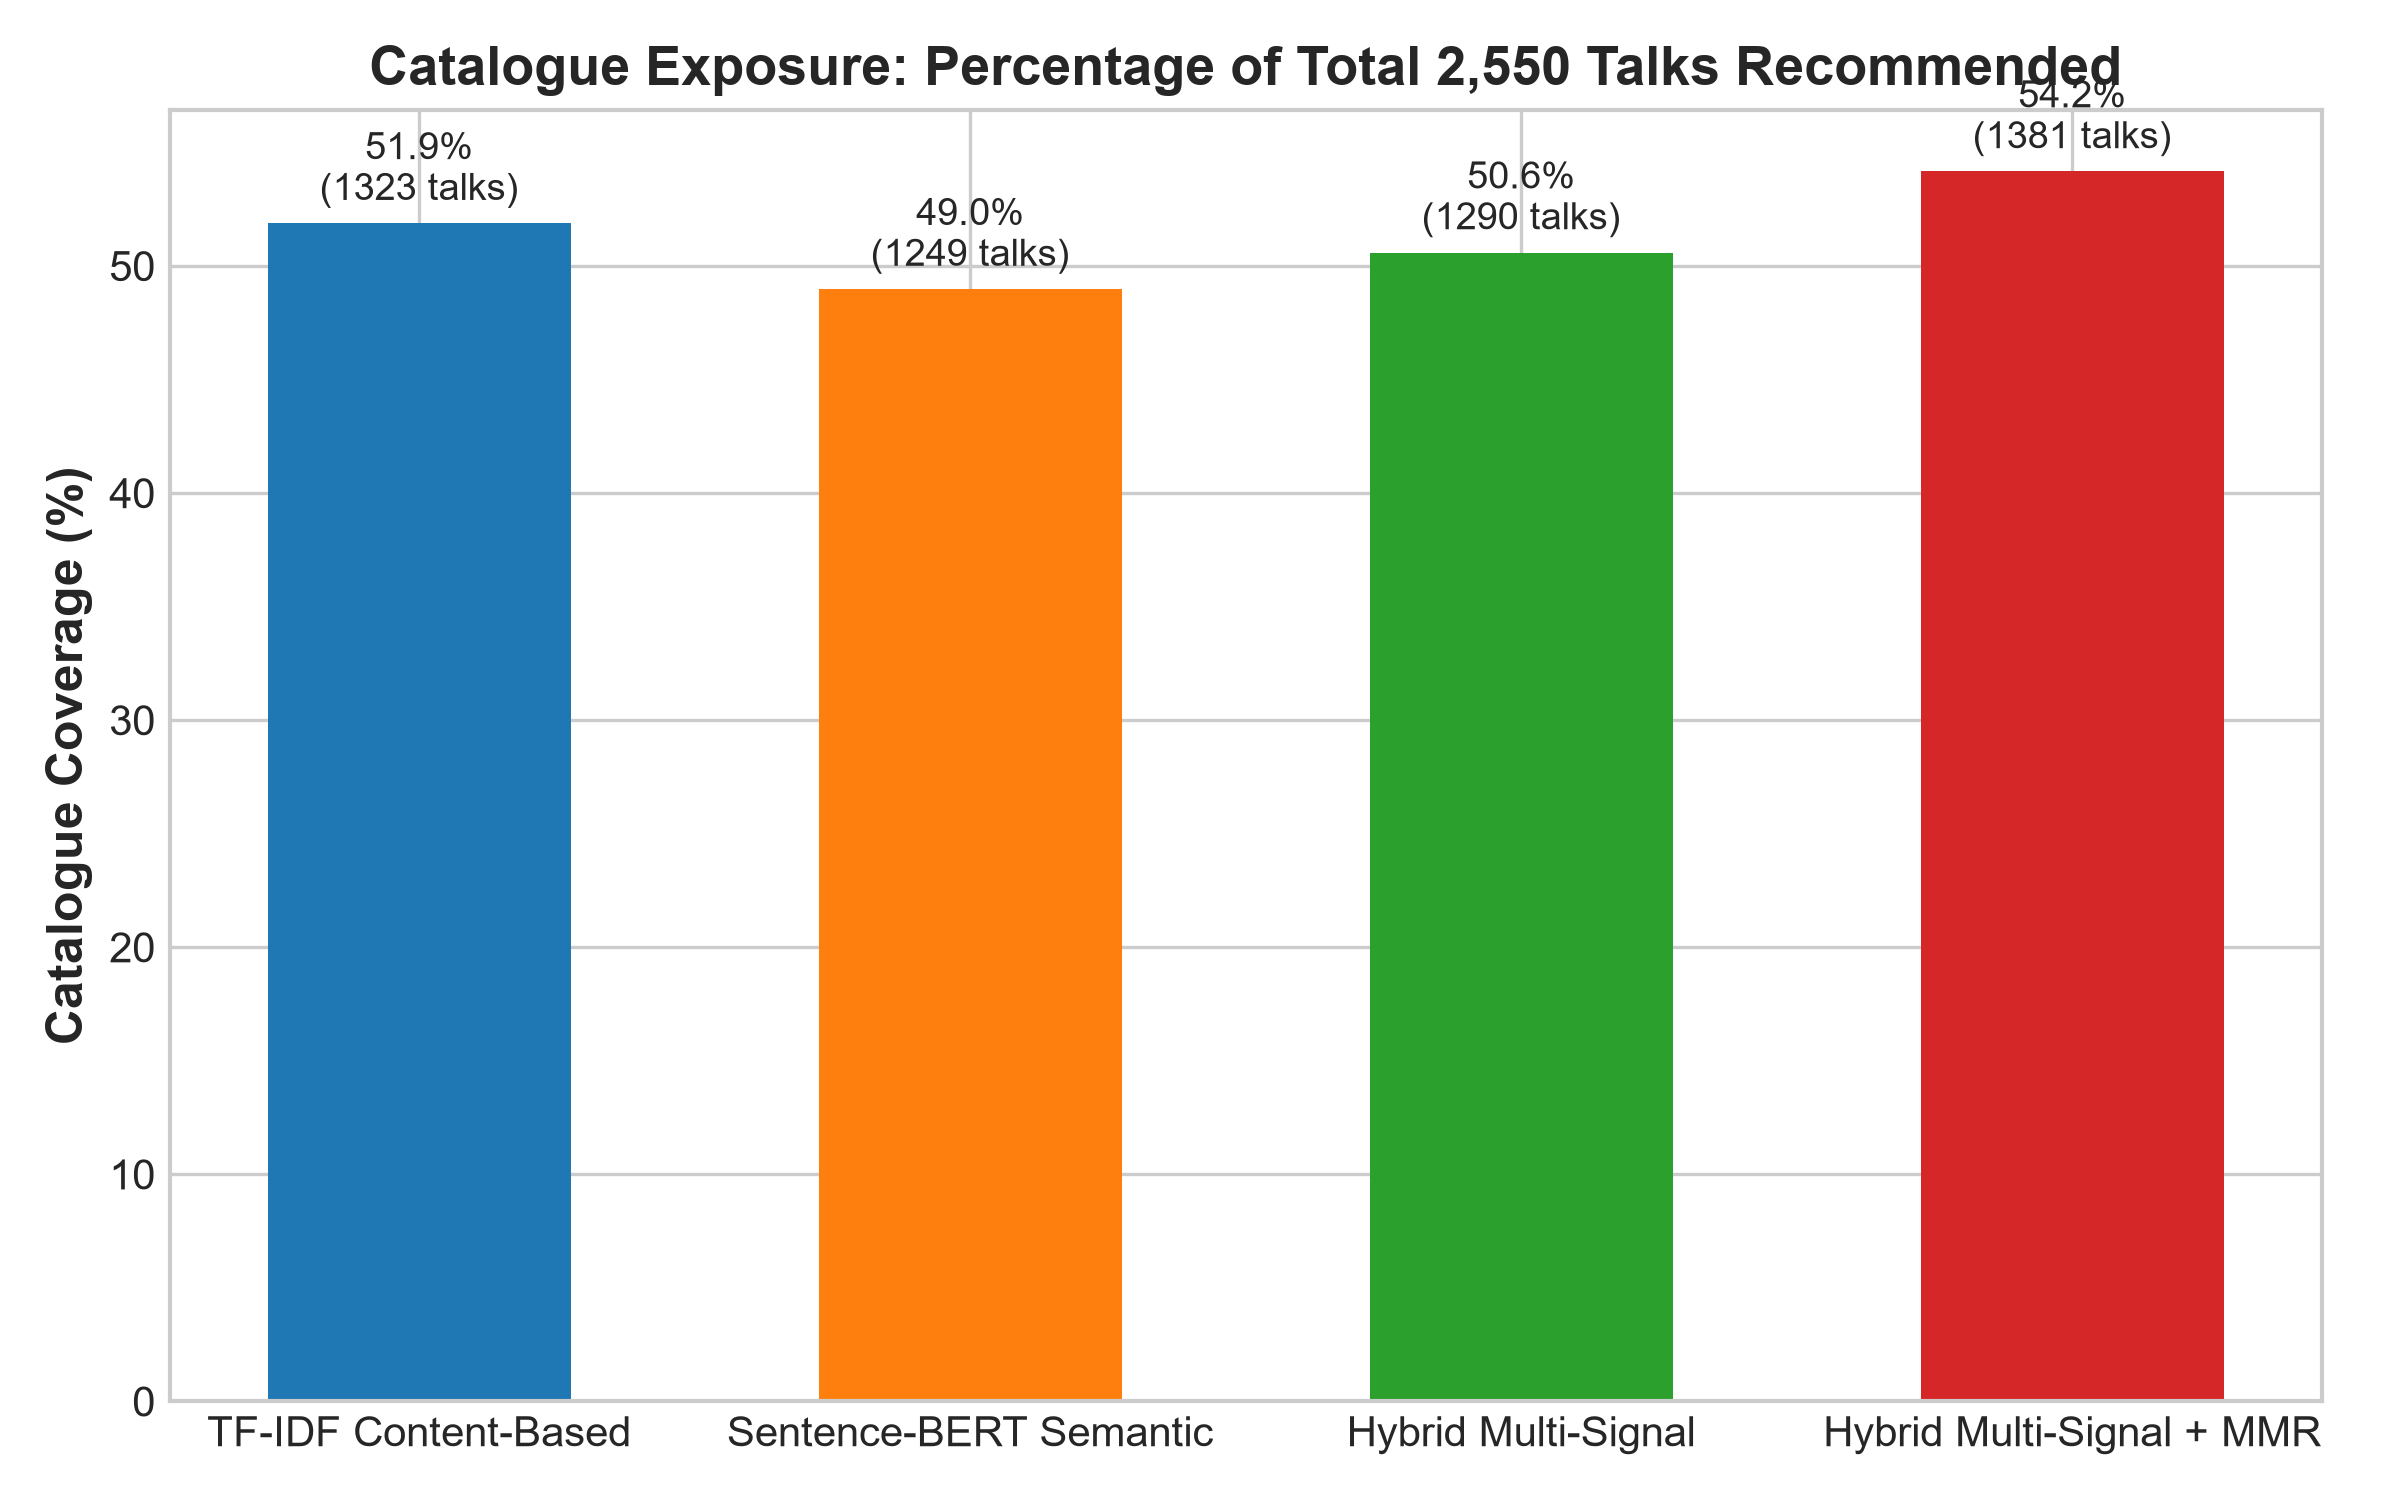 Catalogue Exposure: Percentage of Total 2,550 Talks Recommended
54.2%
(1381 talks)
51.9%
(1323 talks)
50.6%
(1290 talks)
49.0%
(1249 talks)
Catalogue Coverage (%)
50
40
30
20
10
0
TF-IDF Content-Based
Sentence-BERT Semantic
Hybrid Multi-Signal
Hybrid Multi-Signal + MMR